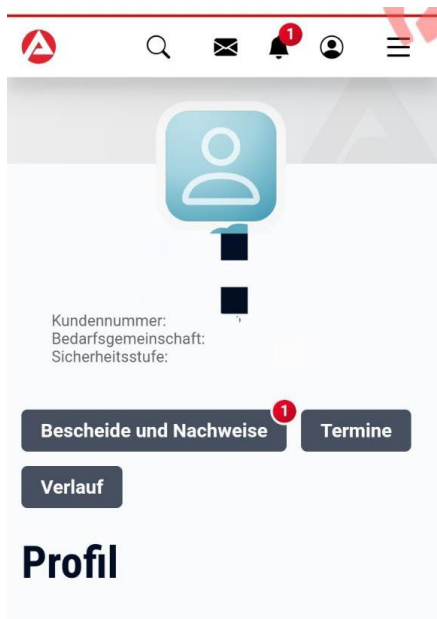 1
Kundennummer:
Bedarfsgemeinschaft:
Sicherheitsstufe:
Bescheide und Nachweise
1
Termine
Verlauf
Profil